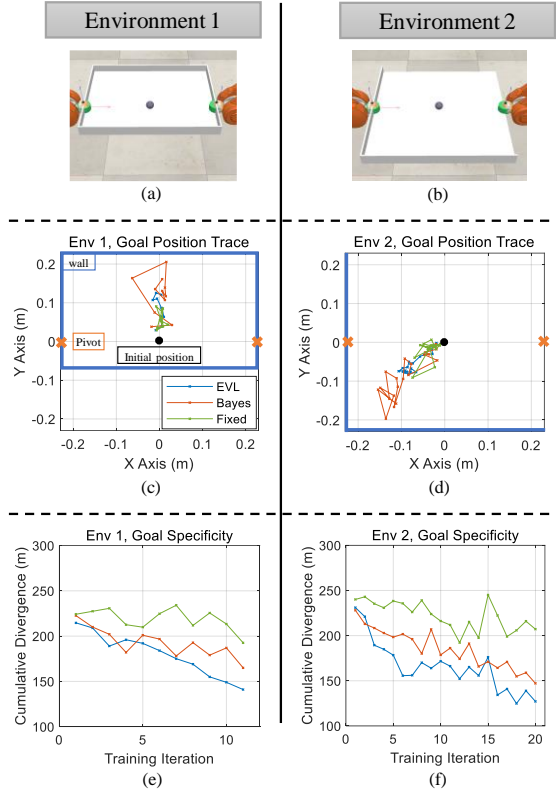 Environment 1
Environment 2
(a)
(b)
Env 1, Goal Position Trace
0.2
0.1
0
-0.1
-0.2
Y Axis (m)
wall
Pivot
Initial position
EVL
Bayes
Fixed
-0.2
-0.1
0
0.1
0.2
X Axis (m)
(c)
Env 2, Goal Position Trace
0.2
0.1
0
-0.1
-0.2
Y Axis (m)
-0.2
-0.1
0
0.1
0.2
X Axis (m)
(d)
Env 1, Goal Specificity
300
250
200
150
100
Cumulative Divergence (m)
0
5
10
Training Iteration
(e)
Env 2, Goal Specificity
300
250
200
150
100
Cumulative Divergence (m)
0
5
10
15
20
Training Iteration
(f)